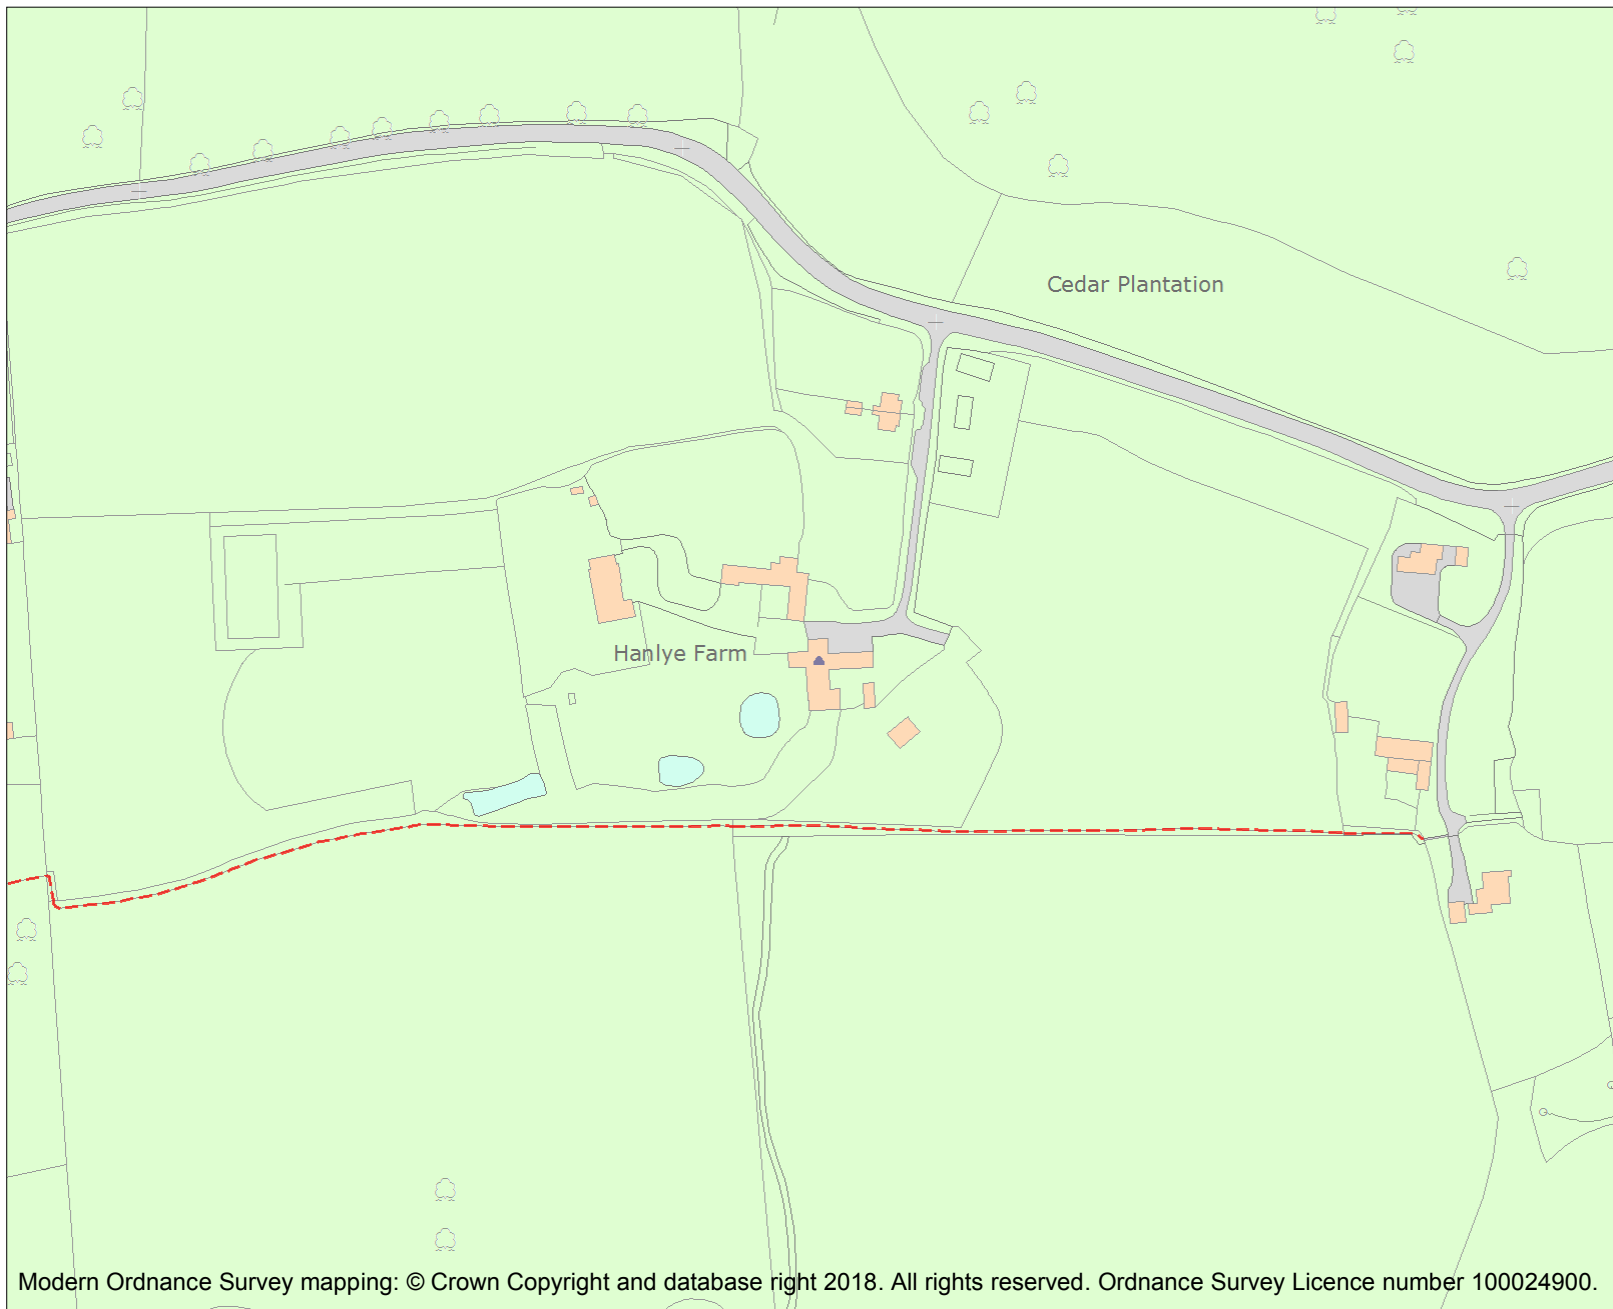 Cedar Plantation
Hanlye Farm
Modern Ordnance Survey mapping: © Crown Copyright and database right 2018. All rights reserved. Ordnance Survey Licence number 100024900.